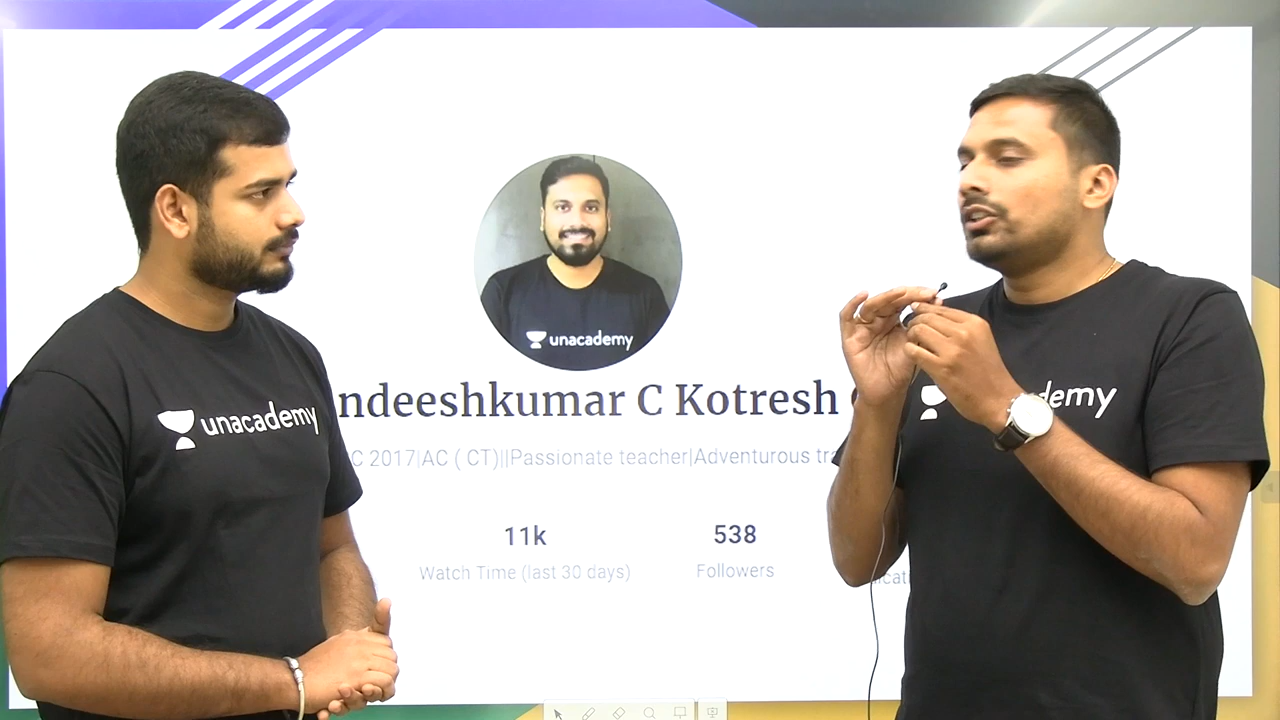 unacademy
ndeeshkumar C Kotresh
unacademy
demy
C 2017|AC ( CT)||Passionate teacher|Adventurous tra
11k
538
Watch Time (last 30 days)
Followers